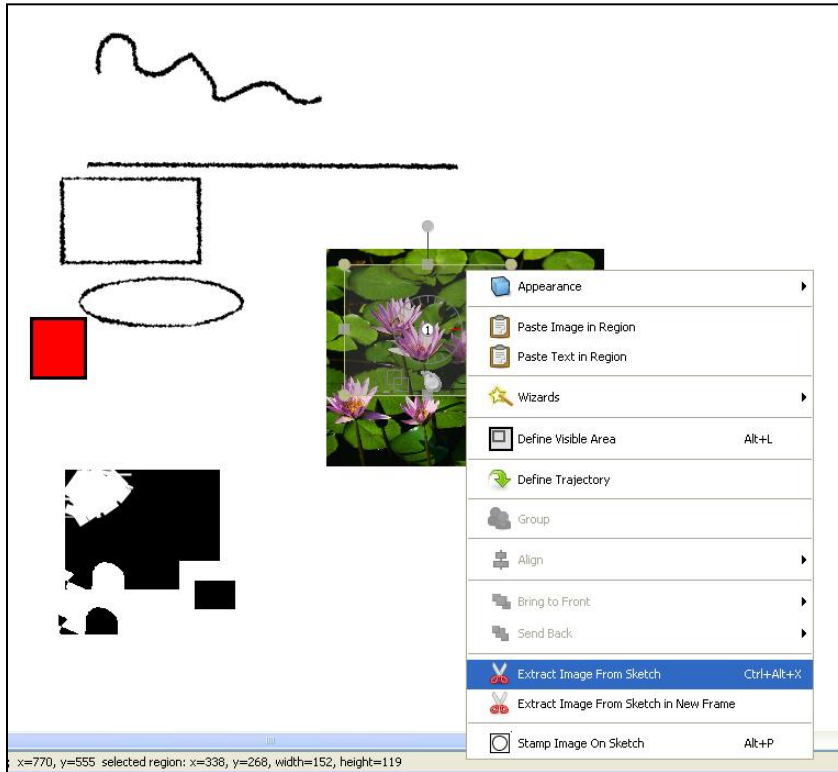 1
Appearance
Paste Image in Region
Paste Text in Region
Wizards
Define Visible Area Alt+L
Define Trajectory
Group
Align
Bring to Front
Send Back
Extract Image From Sketch Ctrl+Alt+X
Extract Image From Sketch in New Frame
Stamp Image On Sketch Alt+P
x=770, y=555 selected region: x=338, y=268, width=152, height=119